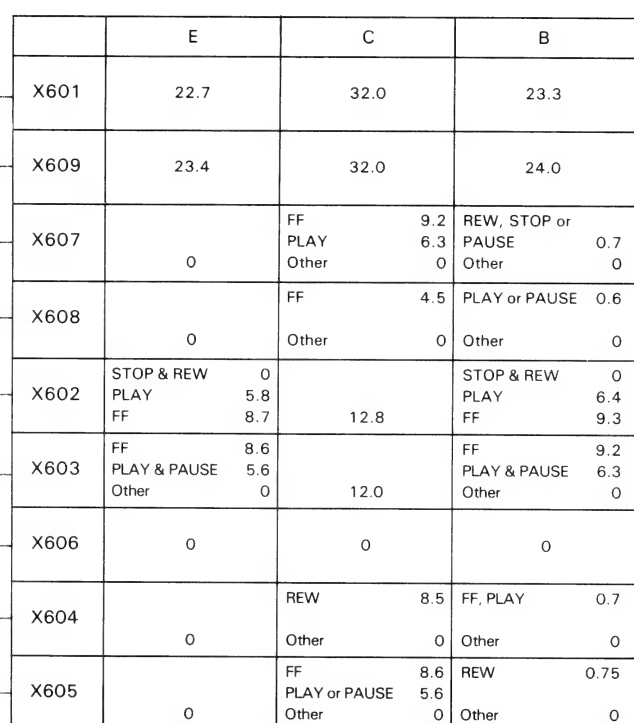 E C B
X601 22.7 32.0 23.3
X609 23.4 32.0 24.0
FF 9.2 REW, STOP or
X607 PLAY 6.3 PAUSE 0.7
0 Other 0 Other 0
FF 4.5 PLAY or PAUSE 0.6
X608
0 Other 0 Other 0
STOP & REW 0 STOP & REW 0
X602 PLAY 5.8 PLAY 6.4
FF 8.7 12.8 FF 9.3
FF 8.6 FF 9.2
X603 PLAY & PAUSE 5.6 PLAY & PAUSE 6.3
Other 0 12.0 Other 0
X606 0 0 0
REW 8.5 FF, PLAY 0.7
X604
0 Other 0 Other 0
FF 8.6 REW 0.75
X605 PLAY or PAUSE 5.6
0 Other 0 Other 0